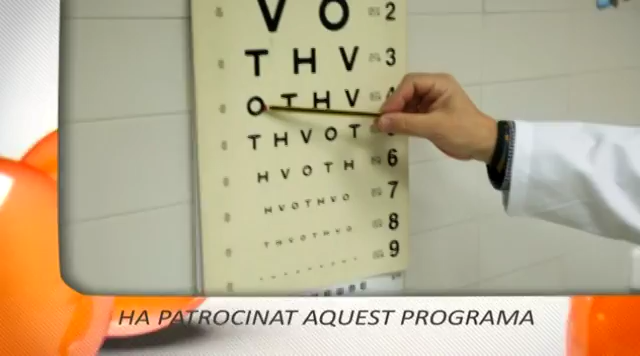 V O 2
T H V 3
O T H V
T H V O T
H V O T H 6
H V O T H V O 7
T H V O T H V O 8
9
HA PATROCINAT AQUEST PROGRAMA